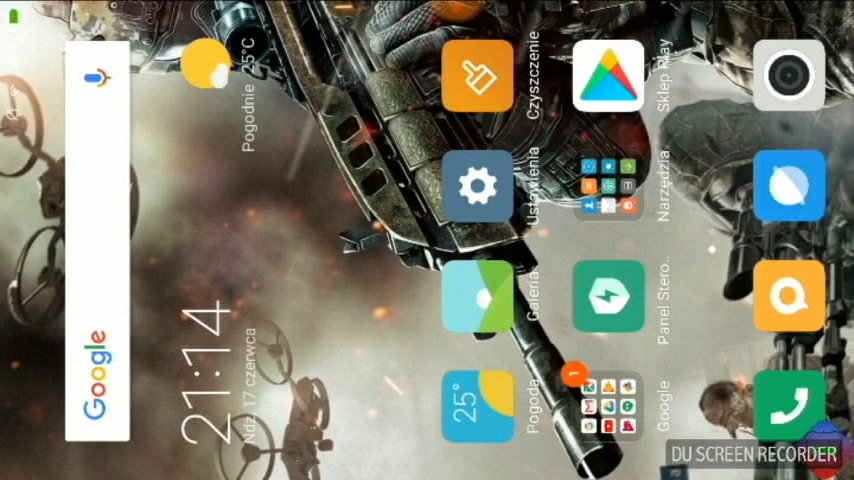 Google
21:14
Ndz. 17 czerwca
Pogodnie 25°C
25°
Pogoda
Galeria
Ustawienia
Czyszczenie
1
Google
Panel Stero..
Narzędzia
Sklep Play
DU SCREEN RECORDER